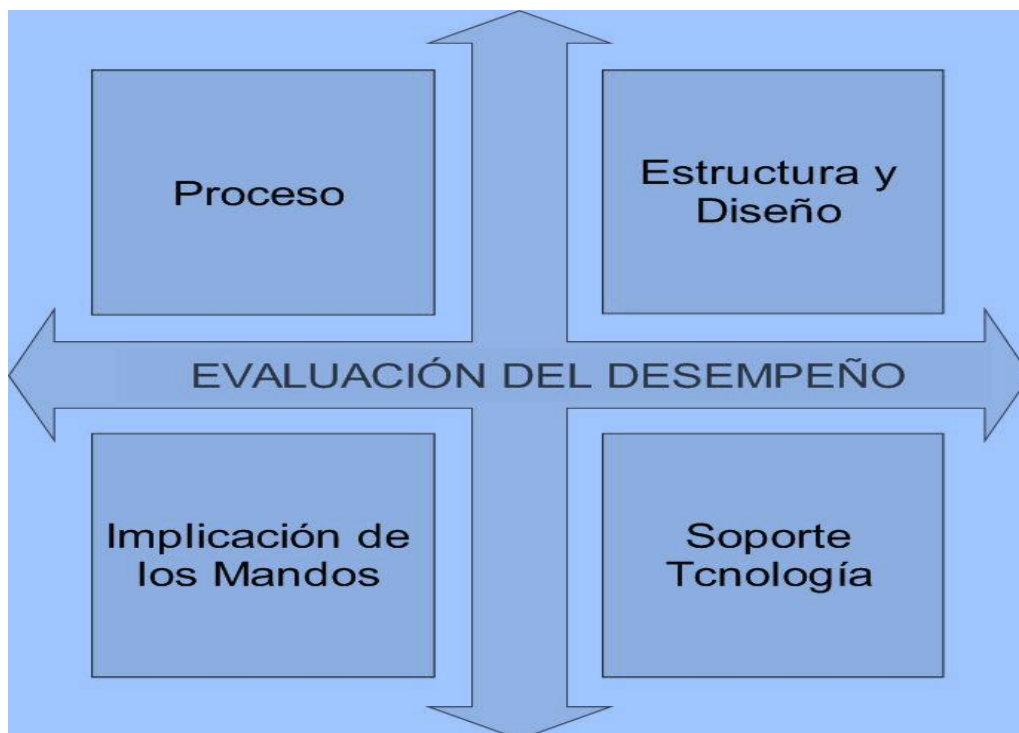 Proceso
Estructura y
Diseño
EVALUACIÓN DEL DESEMPEÑO
Implicación de
los Mandos
Soporte
Tcnología